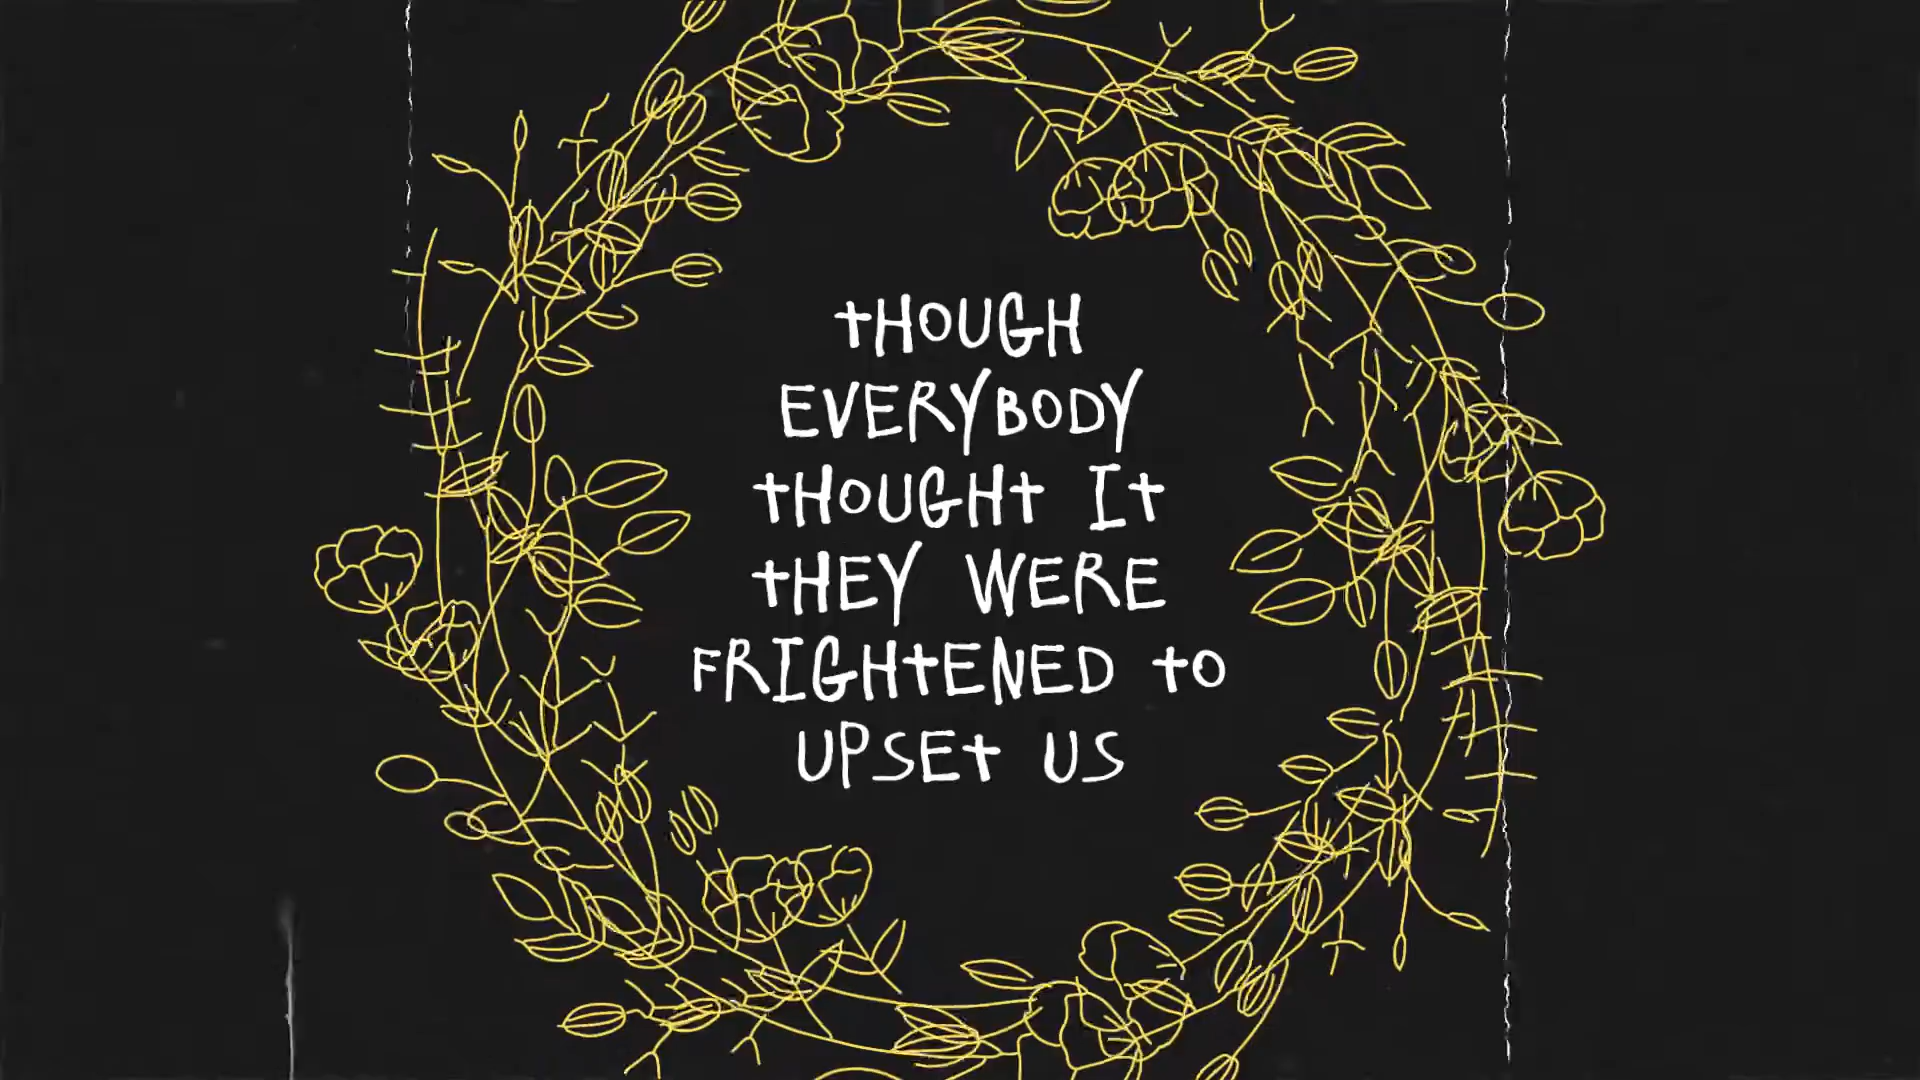 tHOUGH
EVERYBODY
tHOUGHt It
tHEY WERE
FRIGHtENED to
UPSEt US